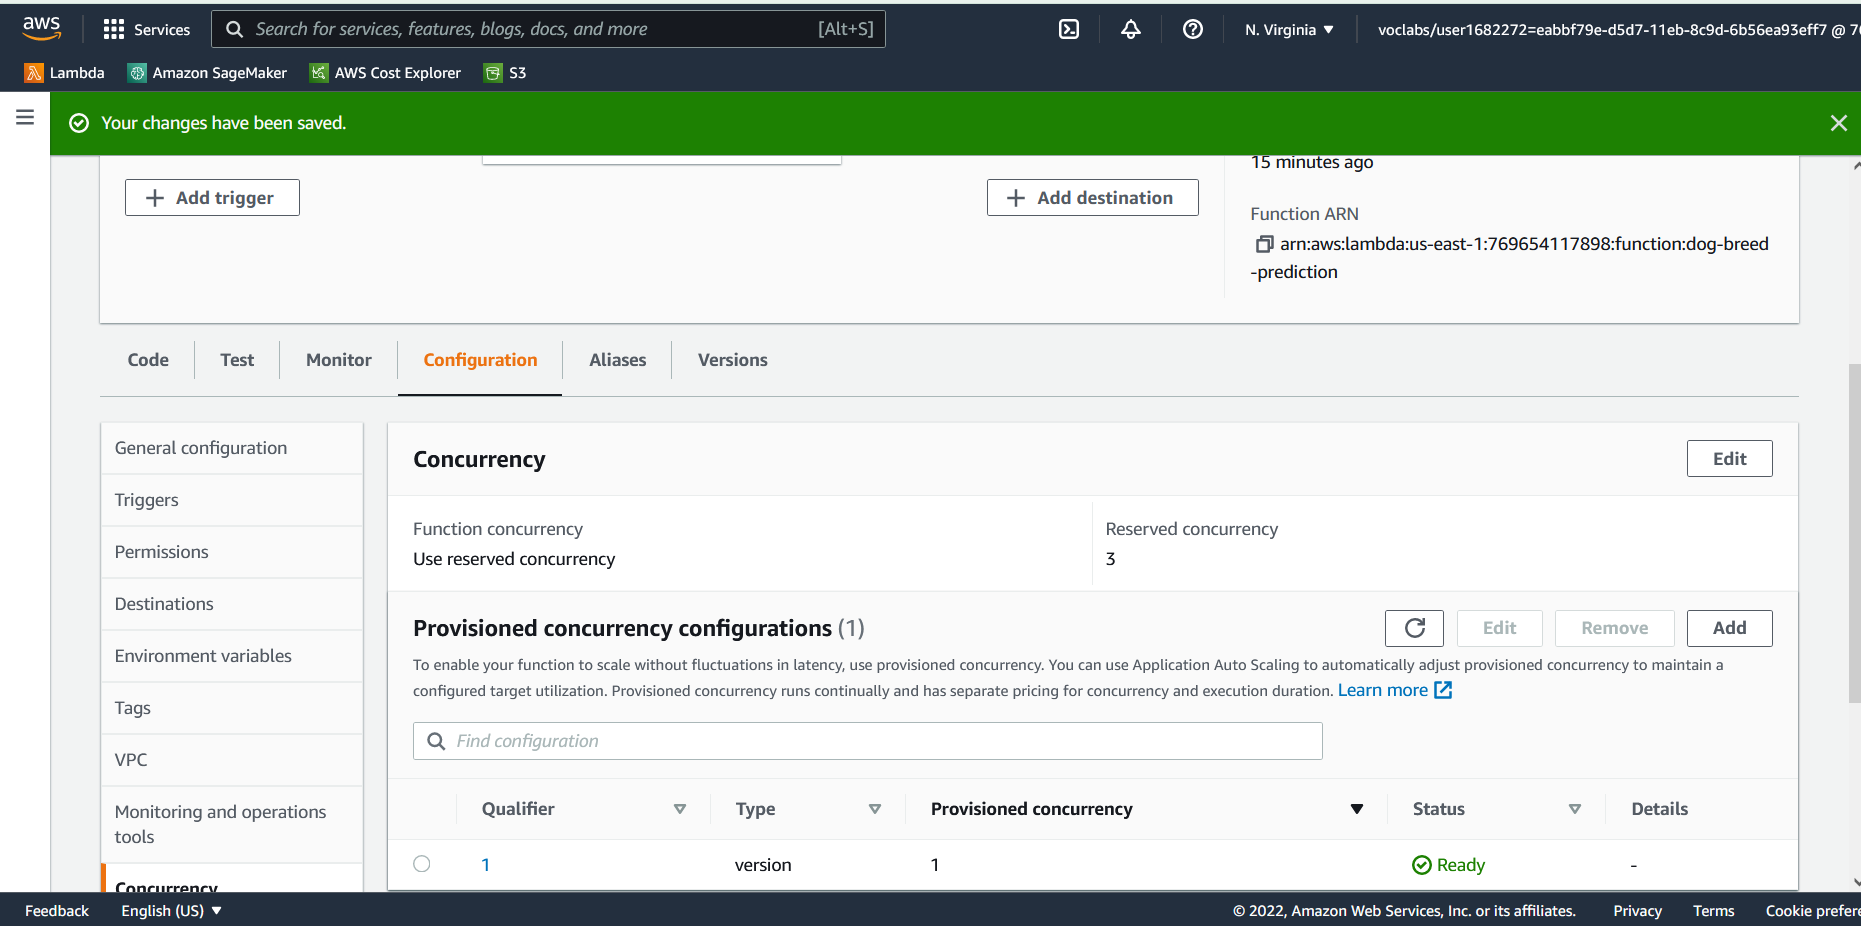 aws
Services
Search for services, features, blogs, docs, and more [Alt+S]
N. Virginia
voclabs/user1682272=eabbf79e-d5d7-11eb-8c9d-6b56ea93eff7 @
Lambda
Amazon SageMaker
AWS Cost Explorer
S3
Your changes have been saved.
15 minutes ago
Add trigger
Add destination
Function ARN
arn:aws:lambda:us-east-1:769654117898:function:dog-breed
-prediction
Code
Test
Monitor
Configuration
Aliases
Versions
General configuration
Triggers
Permissions
Destinations
Environment variables
Tags
VPC
Monitoring and operations
tools
Concurrency
Concurrency
Edit
Function concurrency
Use reserved concurrency
Reserved concurrency
3
Provisioned concurrency configurations (1)
Edit
Remove
Add
To enable your function to scale without fluctuations in latency, use provisioned concurrency. You can use Application Auto Scaling to automatically adjust provisioned concurrency to maintain a
configured target utilization. Provisioned concurrency runs continually and has separate pricing for concurrency and execution duration. Learn more
Find configuration
Qualifier
Type
Provisioned concurrency
Status
Details
1
version
1
Ready
-
Feedback
English (US)
© 2022, Amazon Web Services, Inc. or its affiliates.
Privacy
Terms
Cookie prefere